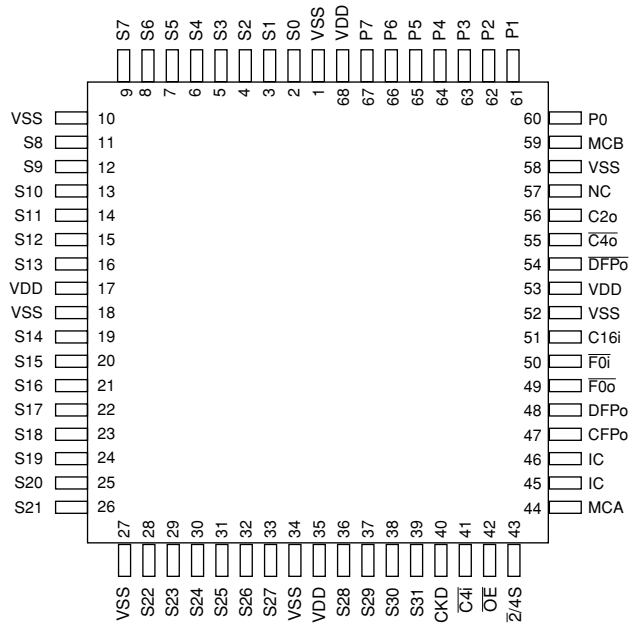 S7 S6 S5 S4 S3 S2 S1 S0 VSS VDD P7 P6 P5 P4 P3 P2 P1
9 8 7 6 5 4 3 2 1 68 67 66 65 64 63 62 61
VSS 10 60 P0
S8 11 59 MCB
S9 12 58 VSS
S10 13 57 NC
S11 14 56 C2o
S12 15 55 C̅4̅o̅
S13 16 54 D̅F̅P̅o̅
VDD 17 53 VDD
VSS 18 52 VSS
S14 19 51 C16i
S15 20 50 F̅0̅i̅
S16 21 49 F̅0̅o̅
S17 22 48 DFPo
S18 23 47 CFPo
S19 24 46 IC
S20 25 45 IC
S21 26 44 MCA
27 28 29 30 31 32 33 34 35 36 37 38 39 40 41 42 43
VSS S22 S23 S24 S25 S26 S27 VSS VDD S28 S29 S30 S31 CKD C̅4̅i̅ O̅E̅ 2̅/4S